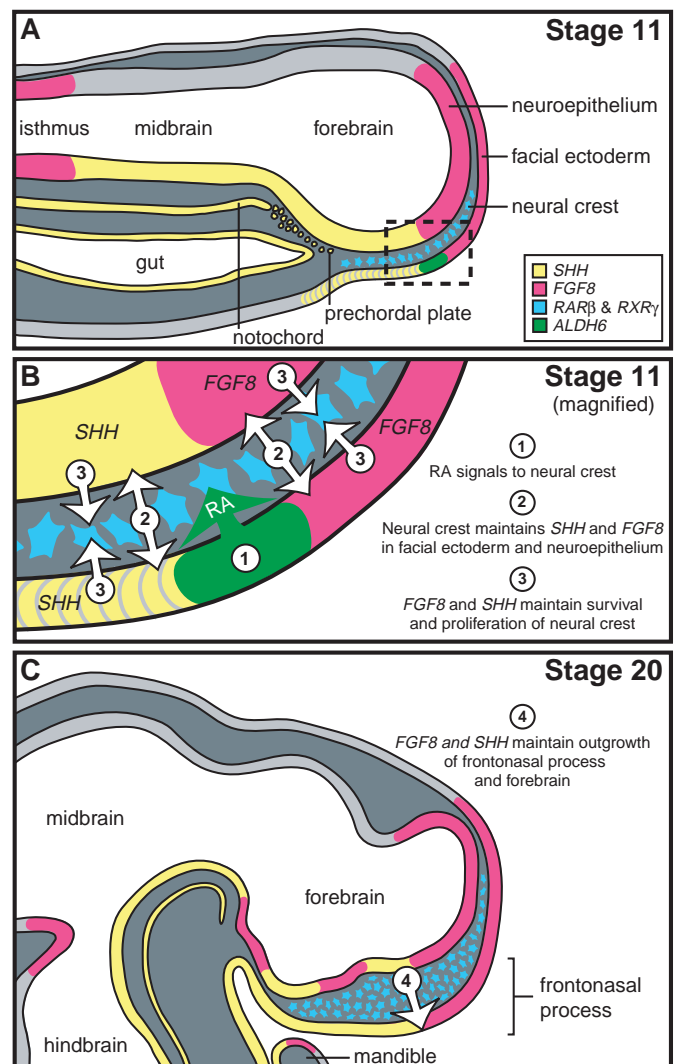 A
Stage 11
neuroepithelium
isthmus midbrain forebrain
facial ectoderm
neural crest
gut
SHH
FGF8
RARβ & RXRγ
ALDH6
prechordal plate
notochord
B
Stage 11
(magnified)
FGF8
3
SHH
FGF8
1
RA signals to neural crest
3
2
3
2
Neural crest maintains SHH and FGF8
in facial ectoderm and neuroepithelium
RA
2
1
3
SHH
3
FGF8 and SHH maintain survival
and proliferation of neural crest
C
Stage 20
4
FGF8 and SHH maintain outgrowth
of frontonasal process
and forebrain
midbrain
forebrain
4
frontonasal
process
hindbrain
mandible